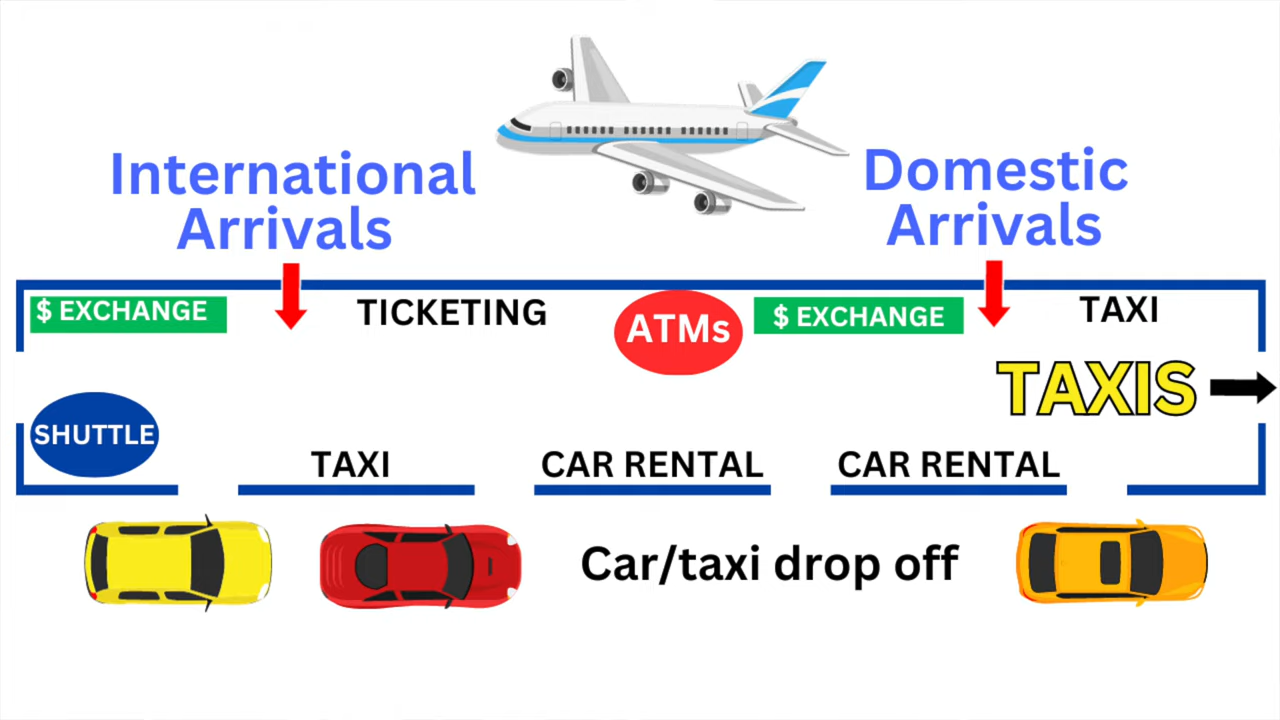 International
Arrivals
Domestic
Arrivals
$ EXCHANGE
TICKETING
ATMs
$ EXCHANGE
TAXI
TAXIS
SHUTTLE
TAXI
CAR RENTAL
CAR RENTAL
Car/taxi drop off